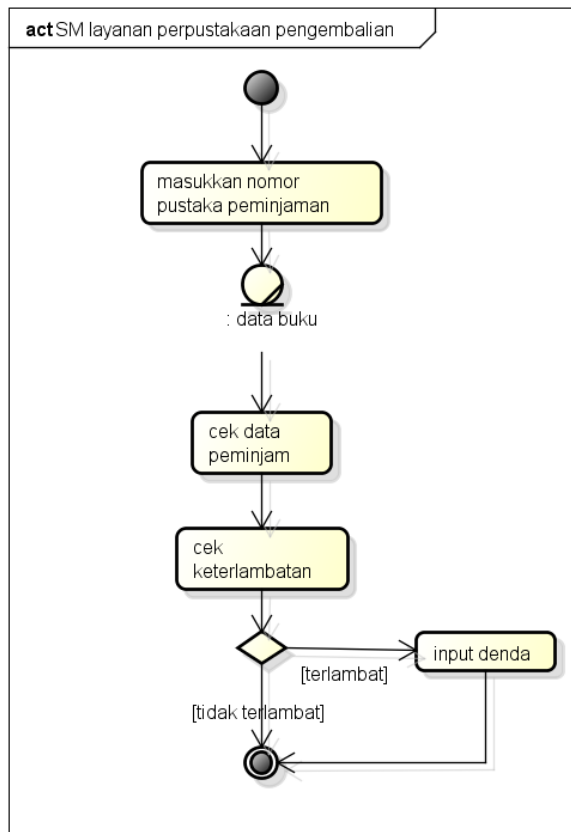 act SM layanan perpustakaan pengembalian
masukkan nomor
pustaka peminjaman
: data buku
cek data
peminjam
cek
keterlambatan
[terlambat]
input denda
[tidak terlambat]